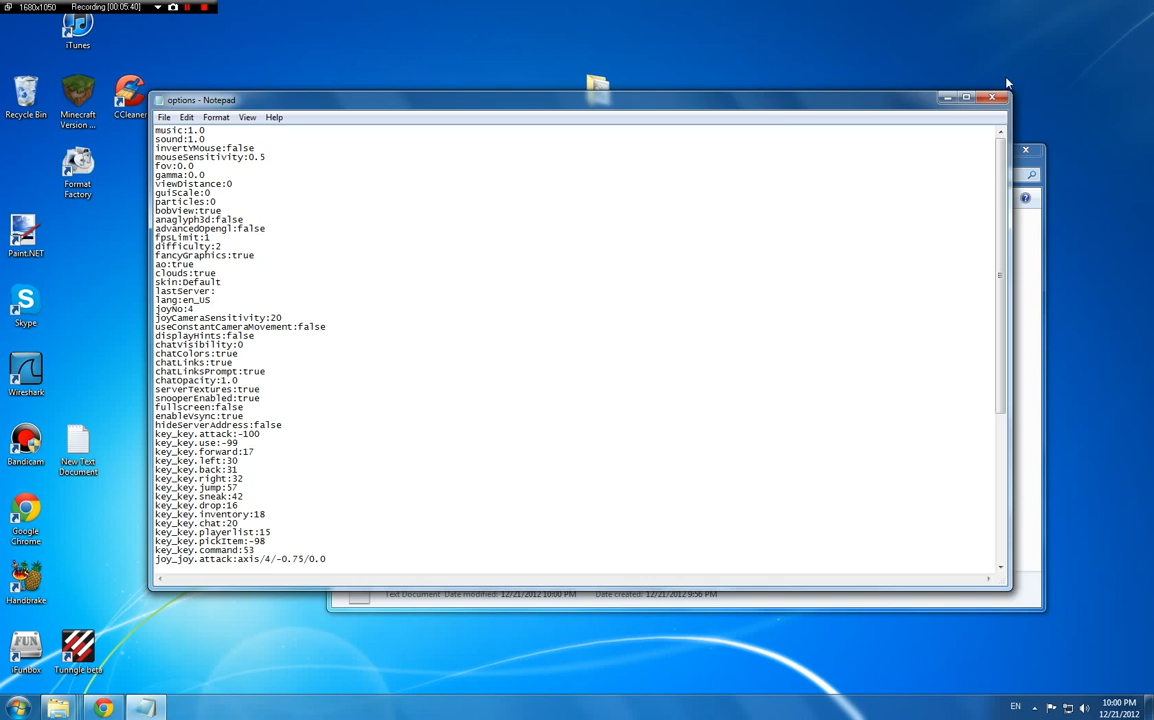 1680x1050 Recording [00:05:40]
iTunes
Recycle Bin
Minecraft Version ...
CCleaner
Format Factory
Paint.NET
Skype
Wireshark
Bandicam
New Text Document
Google Chrome
Handbrake
iFUN
iFunbox
Tunngle beta
options - Notepad
File Edit Format View Help
music:1.0
sound:1.0
invertYMouse:false
mouseSensitivity:0.5
fov:0.0
gamma:0.0
viewDistance:0
guiScale:0
particles:0
bobView:true
anaglyph3d:false
advancedOpengl:false
fpsLimit:1
difficulty:2
fancyGraphics:true
ao:true
clouds:true
skin:Default
lastServer:
lang:en_US
joyNo:4
joyCameraSensitivity:20
useConstantCameraMovement:false
displayHints:false
chatVisibility:0
chatColors:true
chatLinks:true
chatLinksPrompt:true
chatOpacity:1.0
serverTextures:true
snooperEnabled:true
fullscreen:false
enableVsync:true
hideServerAddress:false
key_key.attack:-100
key_key.use:-99
key_key.forward:17
key_key.left:30
key_key.back:31
key_key.right:32
key_key.jump:57
key_key.sneak:42
key_key.drop:16
key_key.inventory:18
key_key.chat:20
key_key.playerlist:15
key_key.pickItem:-98
key_key.command:53
joy_joy.attack:axis/4/-0.75/0.0
Text Document Date modified: 12/21/2012 10:00 PM Date created: 12/21/2012 9:56 PM
EN
10:00 PM
12/21/2012